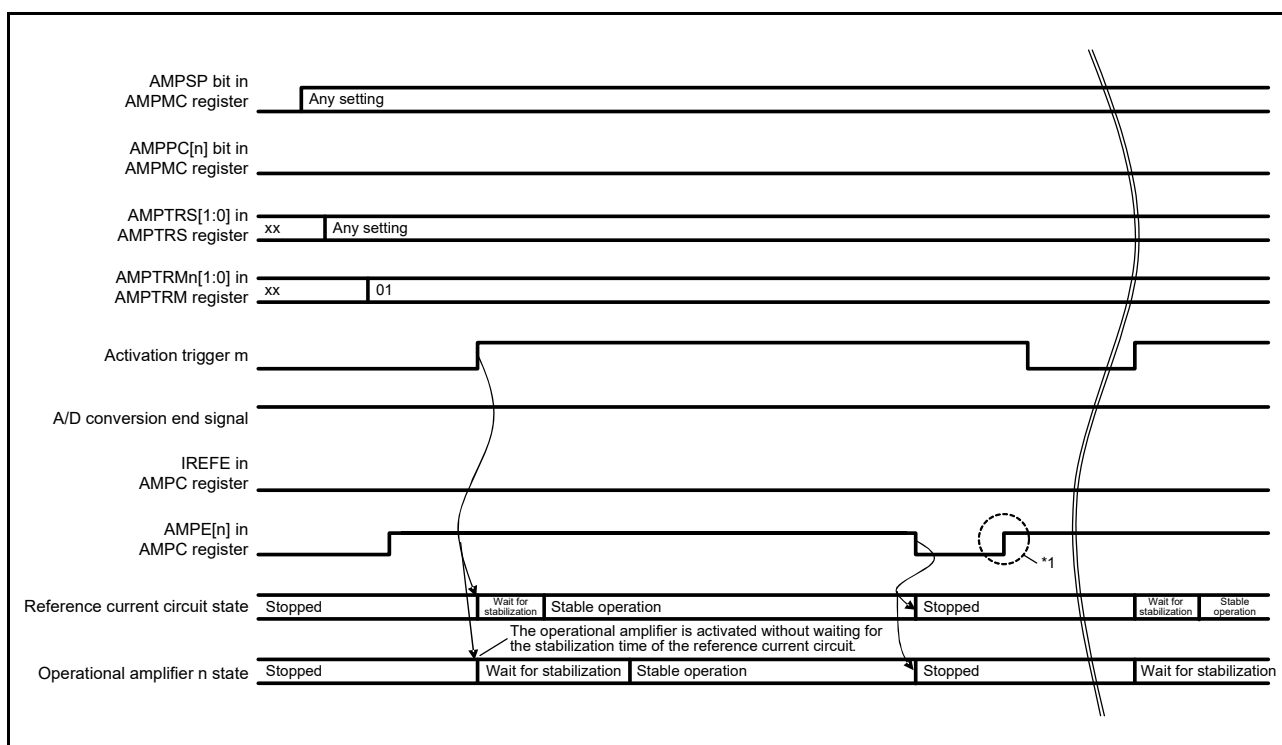 AMPSP bit in
AMPMC register
Any setting
AMPPC[n] bit in
AMPMC register
AMPTRS[1:0] in
AMPTRS register
xx
Any setting
AMPTRMn[1:0] in
AMPTRM register
xx
01
Activation trigger m
A/D conversion end signal
IREFE in
AMPC register
AMPE[n] in
AMPC register
*1
Reference current circuit state
Stopped
Wait for
stabilization
Stable operation
Stopped
Wait for
stabilization
Stable
operation
The operational amplifier is activated without waiting for
the stabilization time of the reference current circuit.
Operational amplifier n state
Stopped
Wait for stabilization
Stable operation
Stopped
Wait for stabilization